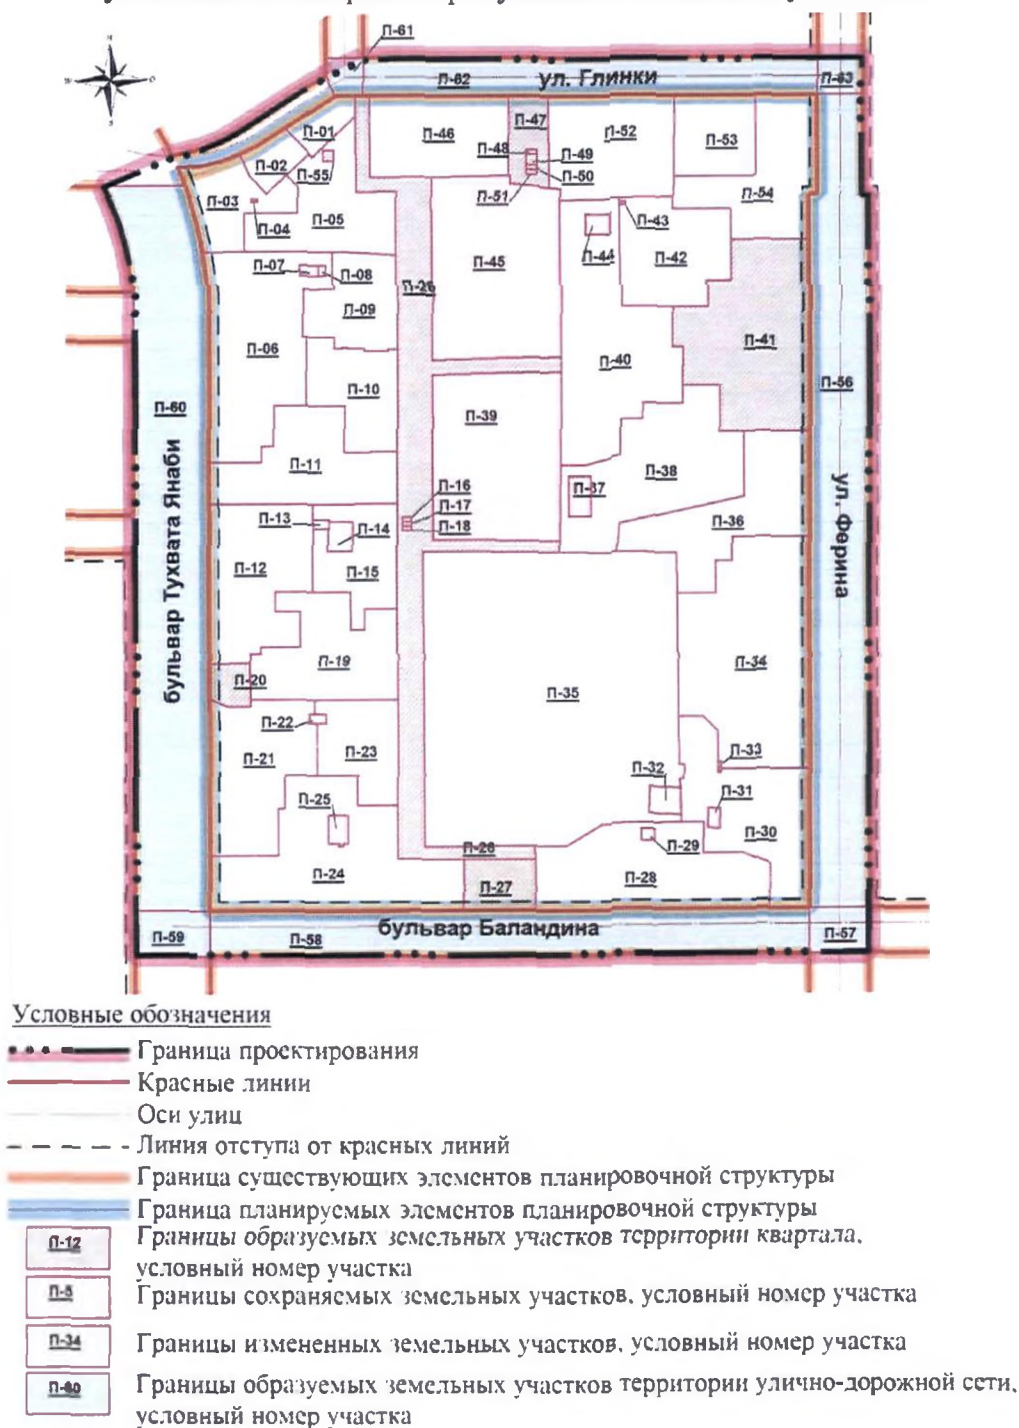 П-61
П-62
ул. Глинки
П-63
П-01
П-46
П-47
П-52
П-53
П-48
П-49
П-02
П-55
П-50
П-51
П-03
П-04
П-05
П-54
П-43
П-44
П-42
П-07
П-08
П-45
П-26
П-09
П-41
П-06
П-40
П-56
П-10
П-60
П-39
П-11
П-38
П-16
П-37
П-17
П-13
П-14
П-18
П-36
бульвар Тухвата Янаби
ул. Ферина
П-12
П-15
П-19
П-34
П-20
П-35
П-22
П-21
П-23
П-33
П-32
П-25
П-31
П-30
П-26
П-29
П-24
П-27
П-28
бульвар Баландина
П-59
П-58
П-57
Условные обозначения
Граница проектирования
Красные линии
Оси улиц
Линия отступа от красных линий
Граница существующих элементов планировочной структуры
Граница планируемых элементов планировочной структуры
П-12
Границы образуемых земельных участков территории квартала,
условный номер участка
П-5
Границы сохраняемых земельных участков, условный номер участка
П-34
Границы измененных земельных участков, условный номер участка
П-60
Границы образуемых земельных участков территории улично-дорожной сети,
условный номер участка